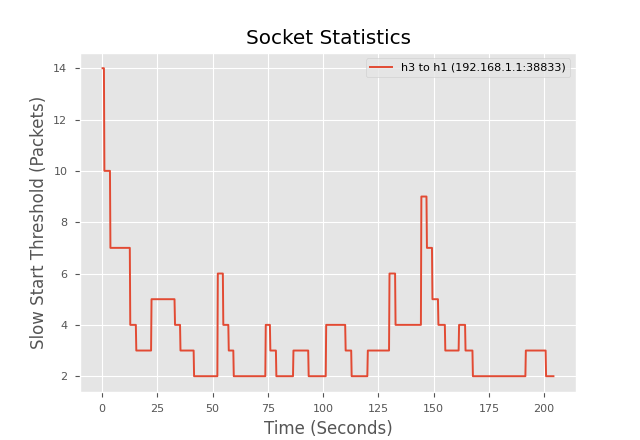 Socket Statistics
h3 to h1 (192.168.1.1:38833)
Slow Start Threshold (Packets)
14
12
10
8
6
4
2
0 25 50 75 100 125 150 175 200
Time (Seconds)